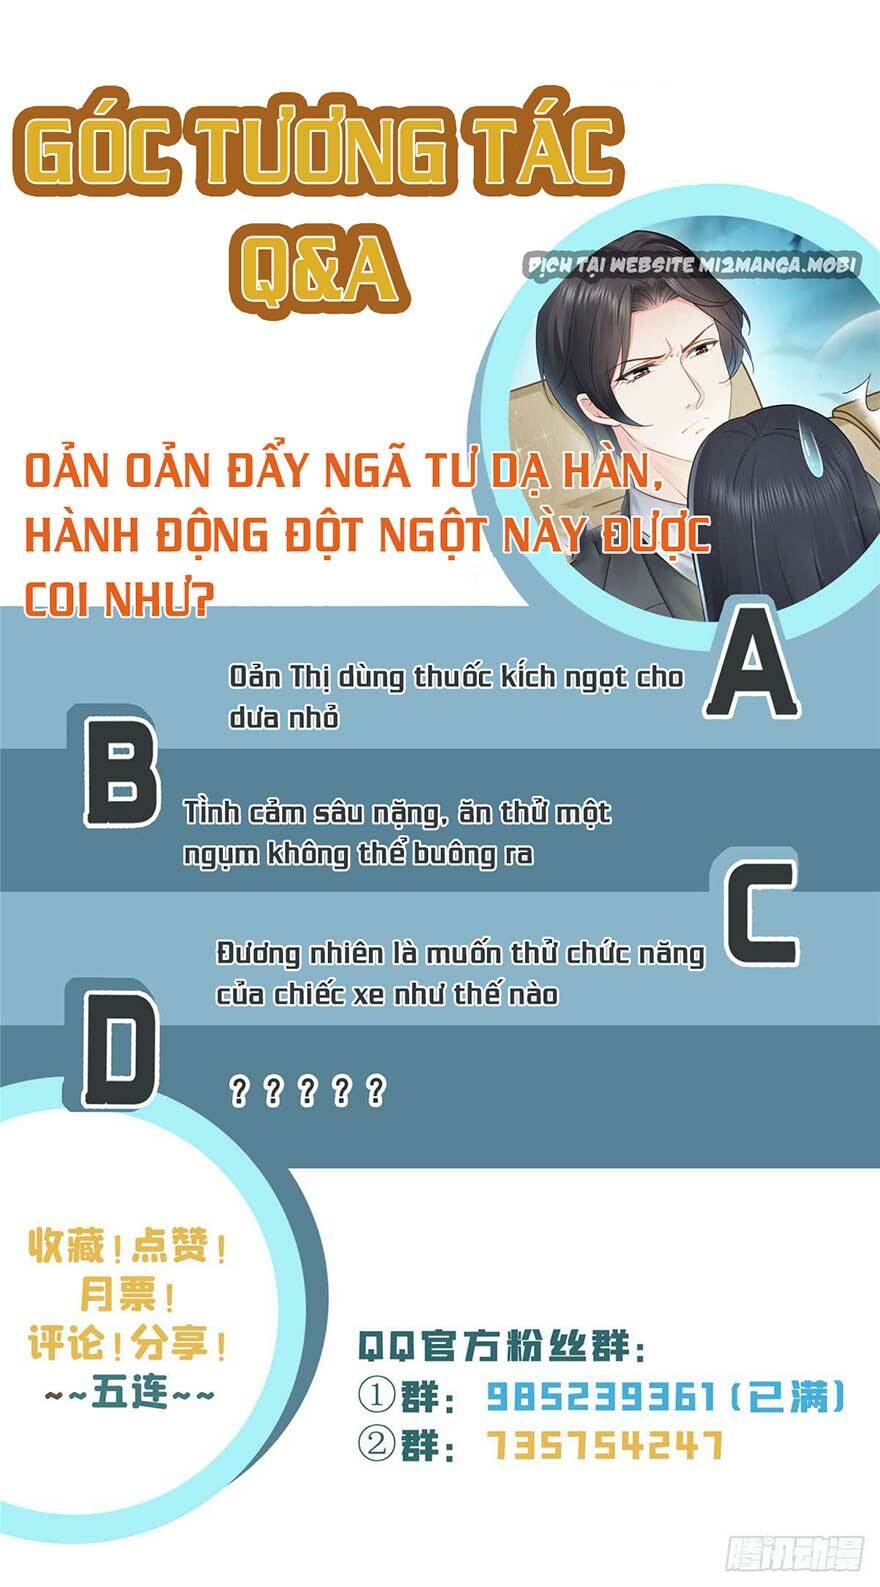 GÓC TƯƠNG TÁC
Q&A
DỊCH TẠI WEBSITE MI2MANGA.MOBI
OẢN OẢN ĐẨY NGÃ TƯ DẠ HÀN,
HÀNH ĐỘNG ĐỘT NGỘT NÀY ĐƯỢC
COI NHƯ?
A
Oản Thị dùng thuốc kích ngọt cho
dưa nhỏ
B
Tình cảm sâu nặng, ăn thử một
ngụm không thể buông ra
C
Đương nhiên là muốn thử chức năng
của chiếc xe như thế nào
D
? ? ? ? ?
收藏!点赞!
月票!
评论!分享!
~~五连~~
QQ官方粉丝群:
①群: 985239361(已满)
②群: 735754247
腾讯动漫